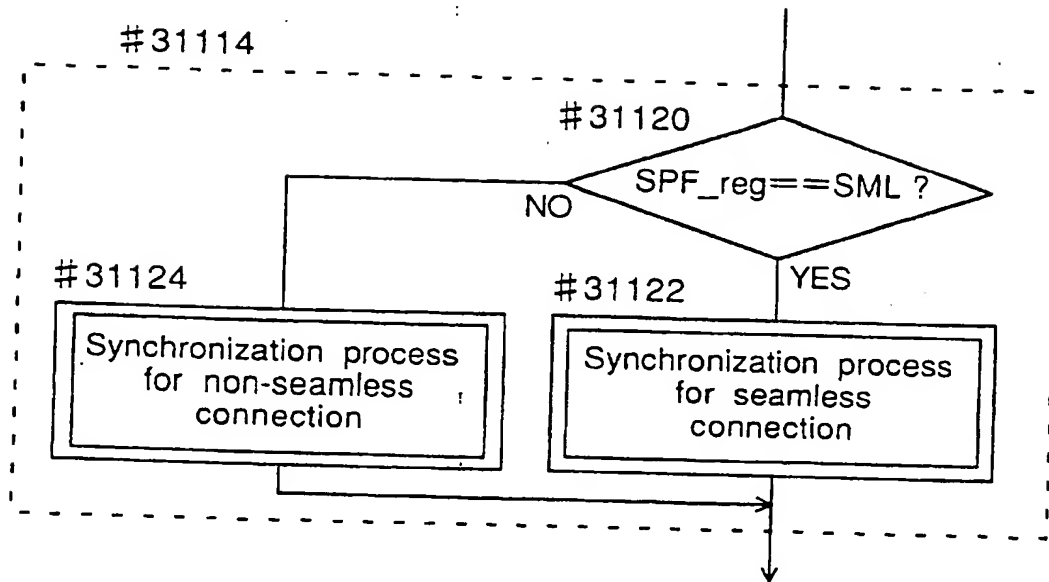 #31114
#31120
SPF_reg==SML ?
NO
YES
#31124
#31122
Synchronization process
for non-seamless
connection
Synchronization process
for seamless
connection